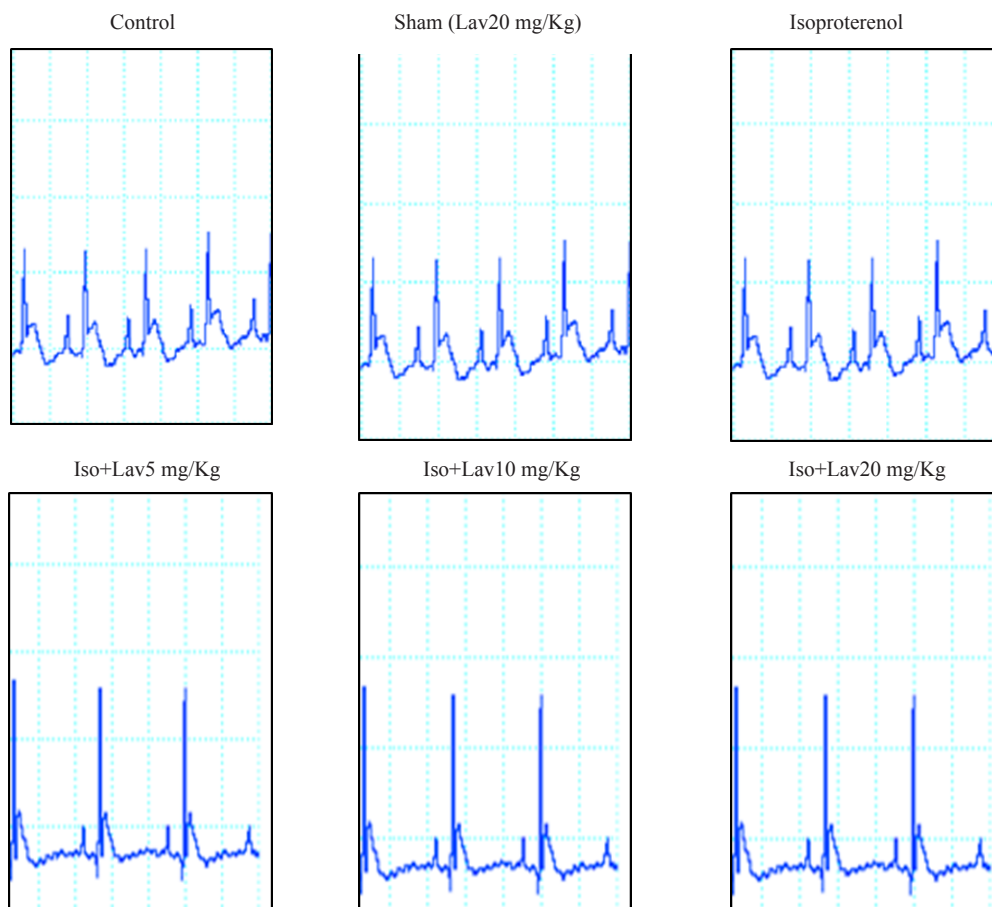 Control
Sham (Lav20 mg/Kg)
Isoproterenol
Iso+Lav5 mg/Kg
Iso+Lav10 mg/Kg
Iso+Lav20 mg/Kg